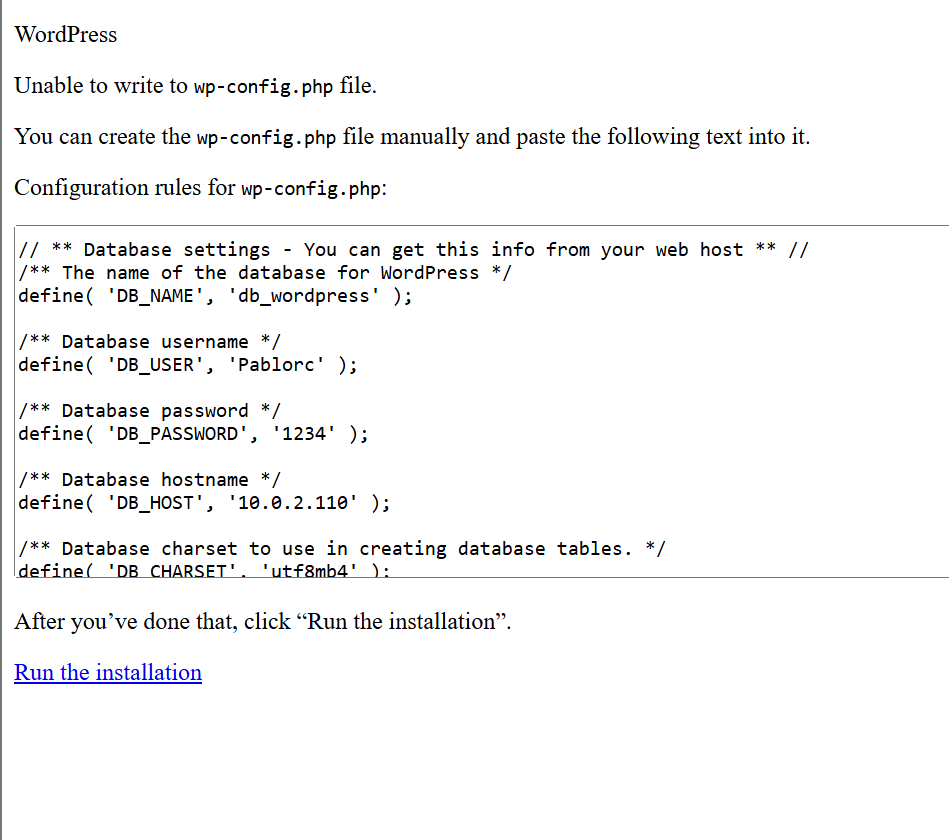 WordPress
Unable to write to wp-config.php file.
You can create the wp-config.php file manually and paste the following text into it.
Configuration rules for wp-config.php:
// ** Database settings - You can get this info from your web host ** //
/** The name of the database for WordPress */
define( 'DB_NAME', 'db_wordpress' );
/** Database username */
define( 'DB_USER', 'Pablorc' );
/** Database password */
define( 'DB_PASSWORD', '1234' );
/** Database hostname */
define( 'DB_HOST', '10.0.2.110' );
/** Database charset to use in creating database tables. */
define( 'DB_CHARSET', 'utf8mb4' );
After you’ve done that, click “Run the installation”.
Run the installation